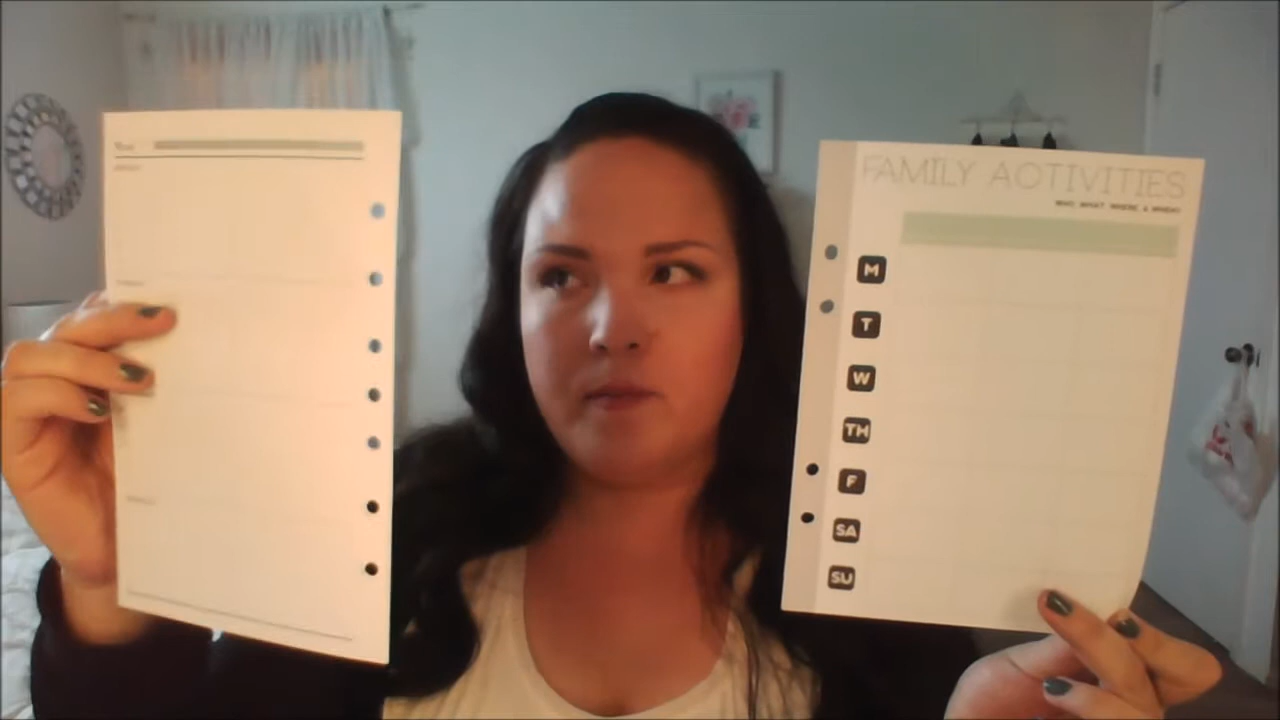 FAMILY ACTIVITIES
WHO, WHAT, WHERE & WHEN?
M
T
W
TH
F
SA
SU